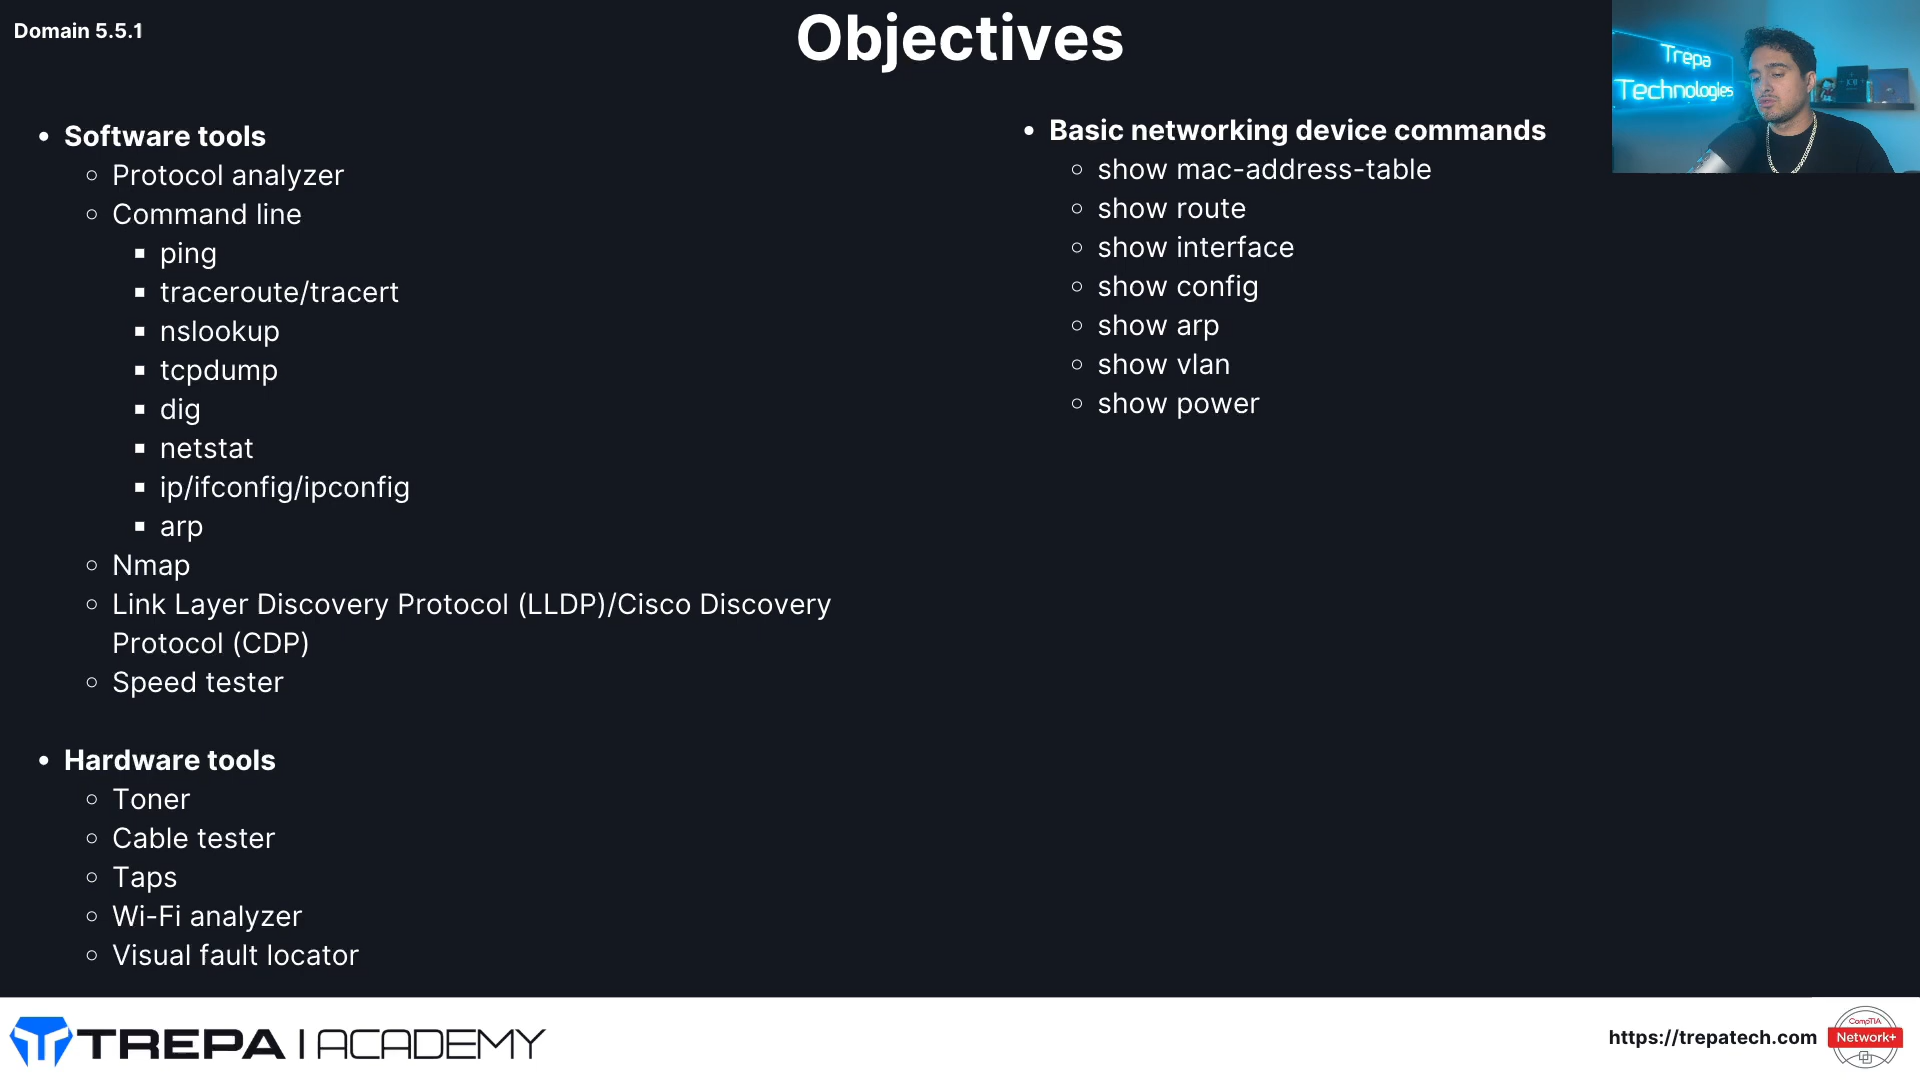 Domain 5.5.1
Objectives
Software tools
Protocol analyzer
Command line
ping
traceroute/tracert
nslookup
tcpdump
dig
netstat
ip/ifconfig/ipconfig
arp
Nmap
Link Layer Discovery Protocol (LLDP)/Cisco Discovery
Protocol (CDP)
Speed tester
Hardware tools
Toner
Cable tester
Taps
Wi-Fi analyzer
Visual fault locator
Basic networking device commands
show mac-address-table
show route
show interface
show config
show arp
show vlan
show power
Trepa
Technologies
TREPA | ACADEMY
https://trepatech.com
CompTIA
Network+